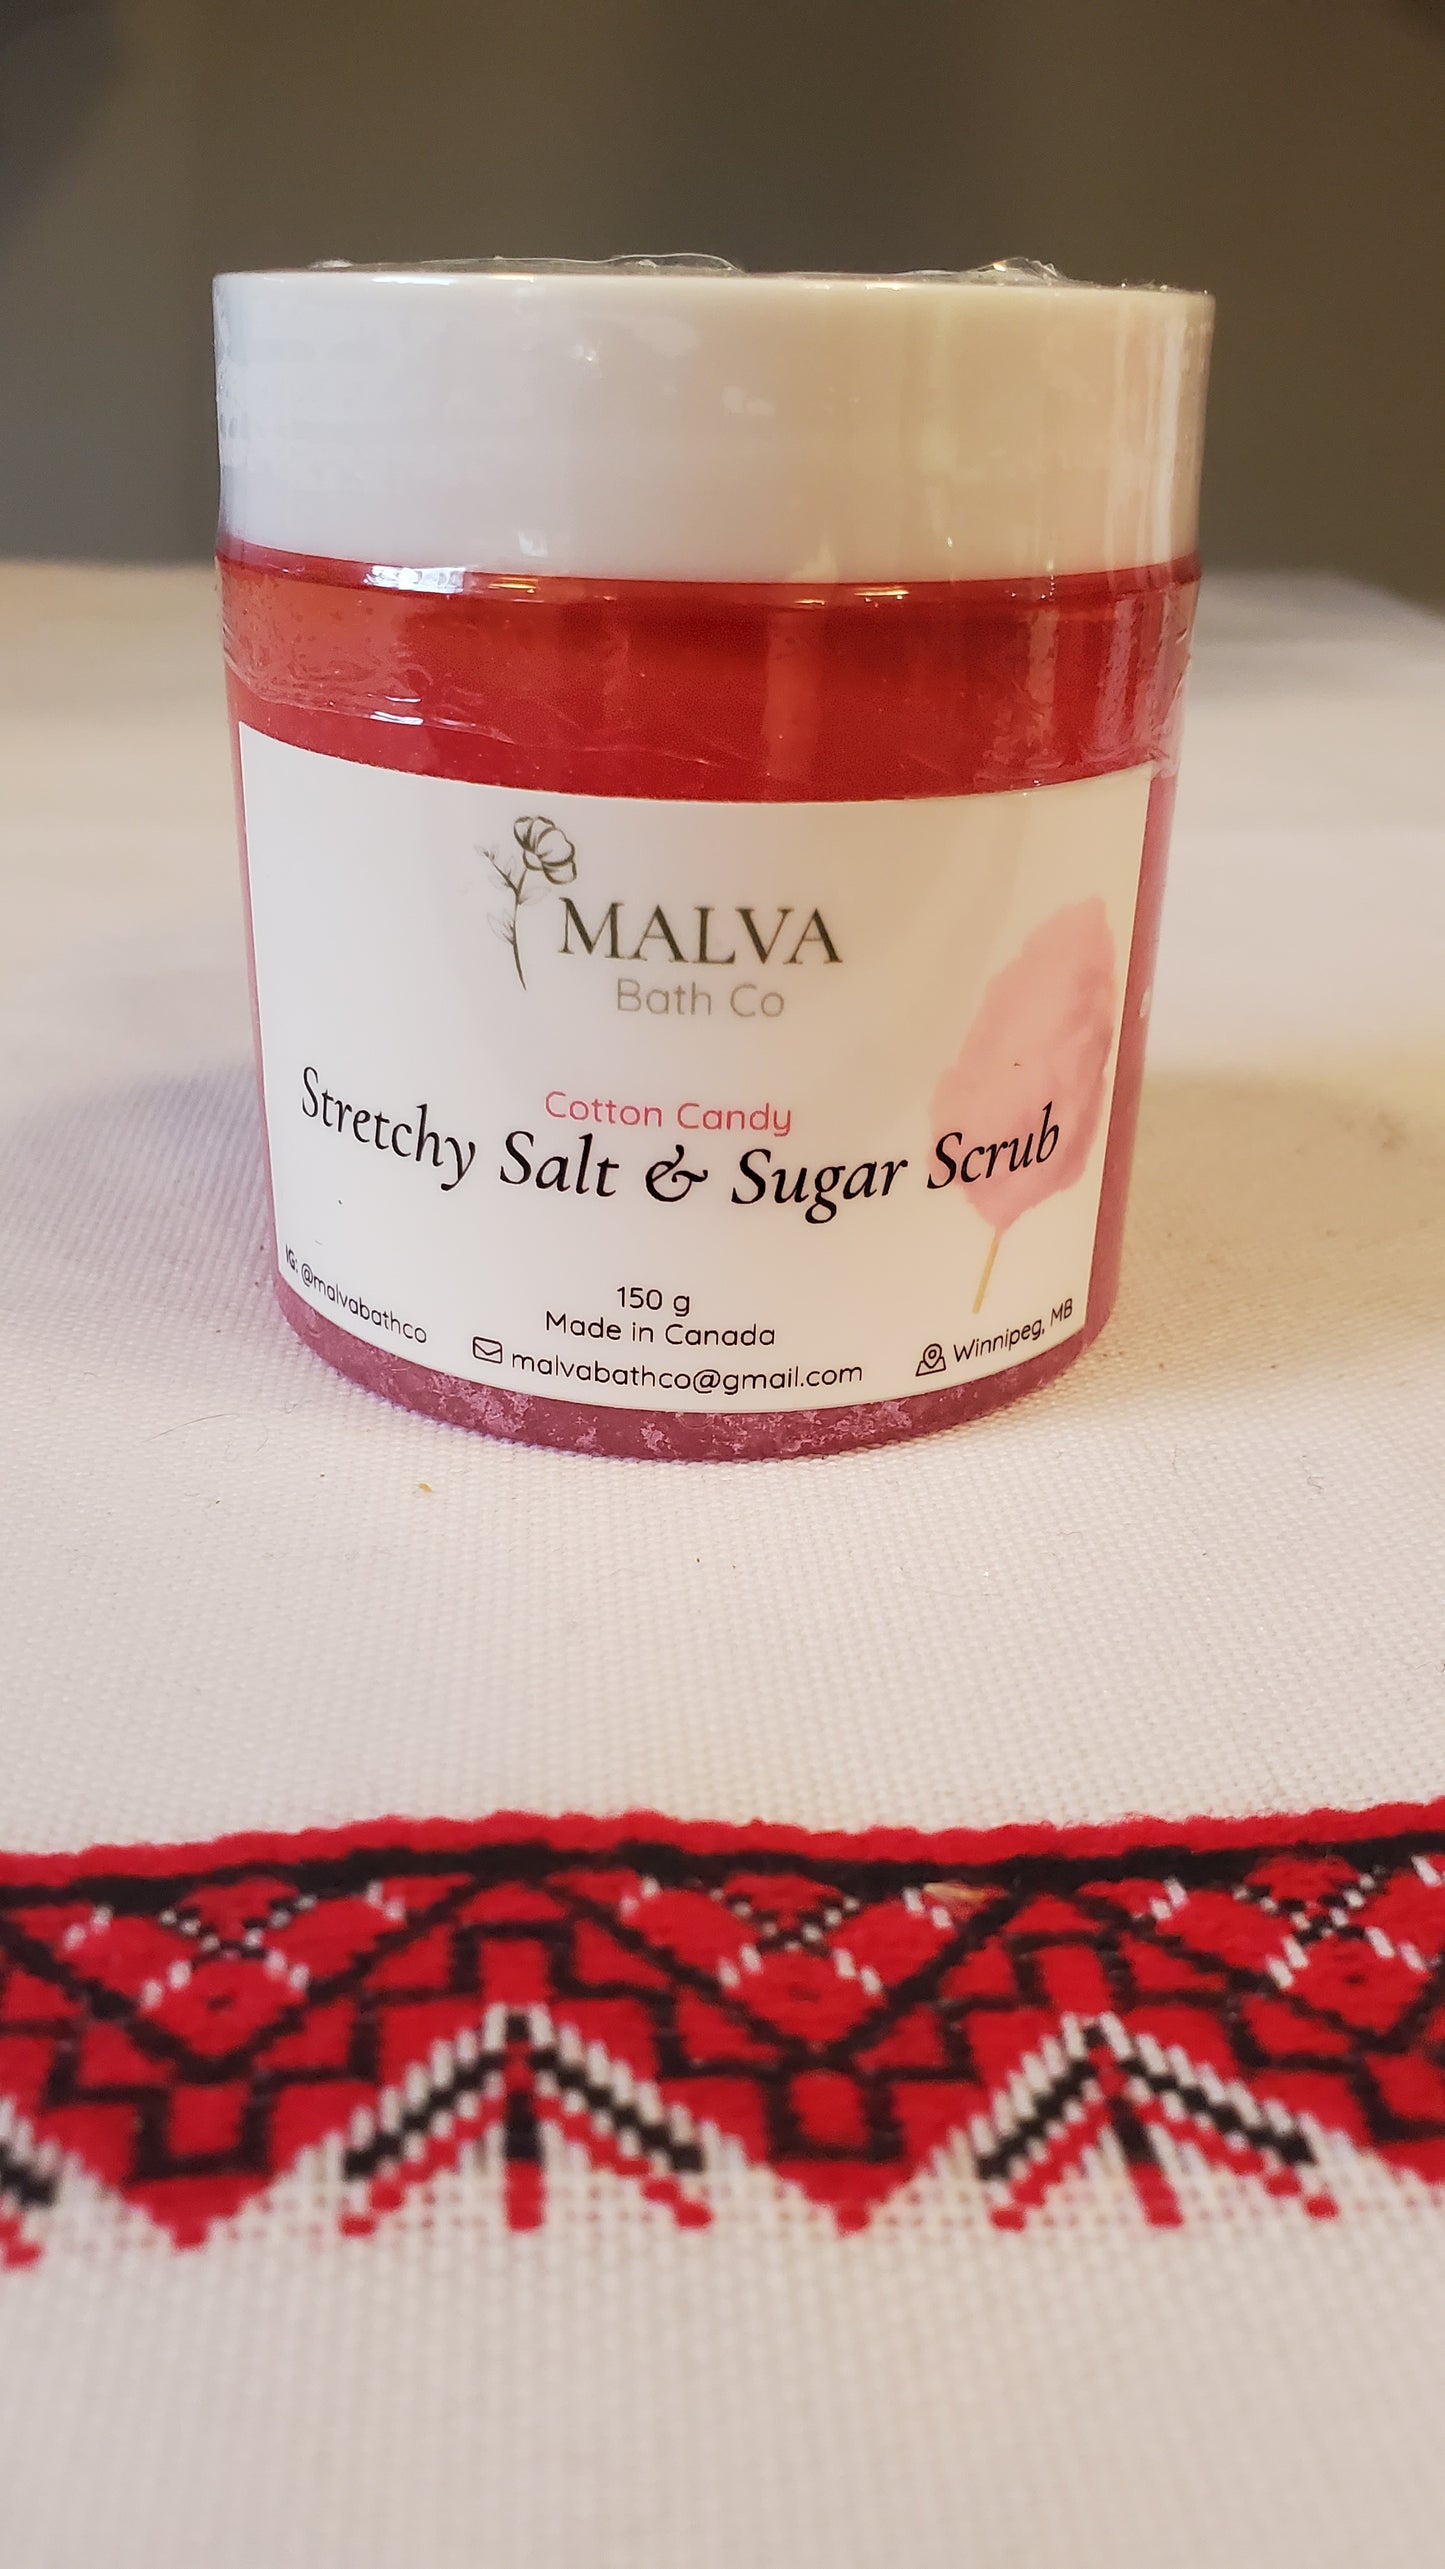 MALVA
Bath Co
Cotton Candy
Stretchy Salt & Sugar Scrub
150 g
Made in Canada
IG: @malvabathco
malvabathco@gmail.com
Winnipeg, MB